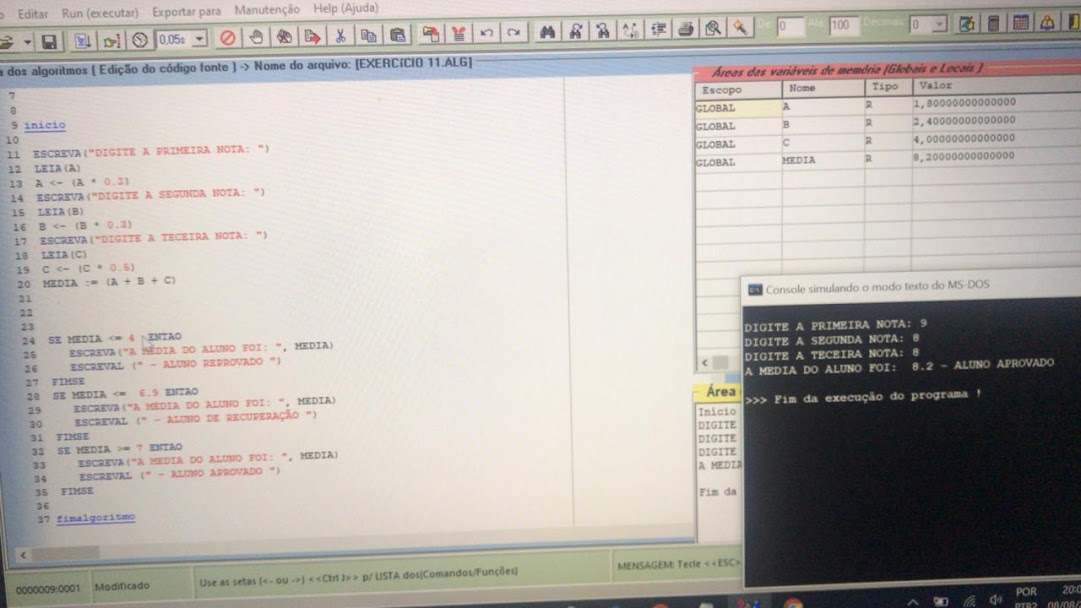 Editar Run (executar) Exportar para Manutenção Help (Ajuda)
0,05s De 0 Até 100 Decimais: 0
a dos algoritmos [ Edição do código fonte ] -> Nome do arquivo: [EXERCÍCIO 11.ALG]
7
8
9 inicio
10
11 ESCREVA("DIGITE A PRIMEIRA NOTA: ")
12 LEIA(A)
13 A <- (A * 0.2)
14 ESCREVA("DIGITE A SEGUNDA NOTA: ")
15 LEIA(B)
16 B <- (B * 0.3)
17 ESCREVA("DIGITE A TECEIRA NOTA: ")
18 LEIA(C)
19 C <- (C * 0.5)
20 MEDIA := (A + B + C)
21
22
23
24 SE MEDIA <= 4 ENTAO
25 ESCREVA("A MEDIA DO ALUNO FOI: ", MEDIA)
26 ESCREVAL (" - ALUNO REPROVADO ")
27 FIMSE
28 SE MEDIA <= 6.9 ENTAO
29 ESCREVA("A MEDIA DO ALUNO FOI: ", MEDIA)
30 ESCREVAL (" - ALUNO DE RECUPERAÇÃO ")
31 FIMSE
32 SE MEDIA >= 7 ENTAO
33 ESCREVA("A MEDIA DO ALUNO FOI: ", MEDIA)
34 ESCREVAL (" - ALUNO APROVADO ")
35 FIMSE
36
37 fimalgoritmo
Áreas das variáveis de memória (Globais e Locais )
Escopo Nome Tipo Valor
GLOBAL A R 1,80000000000000
GLOBAL B R 2,40000000000000
GLOBAL C R 4,00000000000000
GLOBAL MEDIA R 8,20000000000000
Console simulando o modo texto do MS-DOS
DIGITE A PRIMEIRA NOTA: 9
DIGITE A SEGUNDA NOTA: 8
DIGITE A TECEIRA NOTA: 8
A MEDIA DO ALUNO FOI: 8.2 - ALUNO APROVADO
>>> Fim da execução do programa !
Área
Início
DIGITE
DIGITE
DIGITE
A MEDIA
Fim da
0000009:0001 Modificado Use as setas (<- ou ->) <<Ctrl J>> p/ LISTA dos(Comandos/Funções) MENSAGEM: Tecle <<ESC>
POR
PTB2
20:0
08/08/